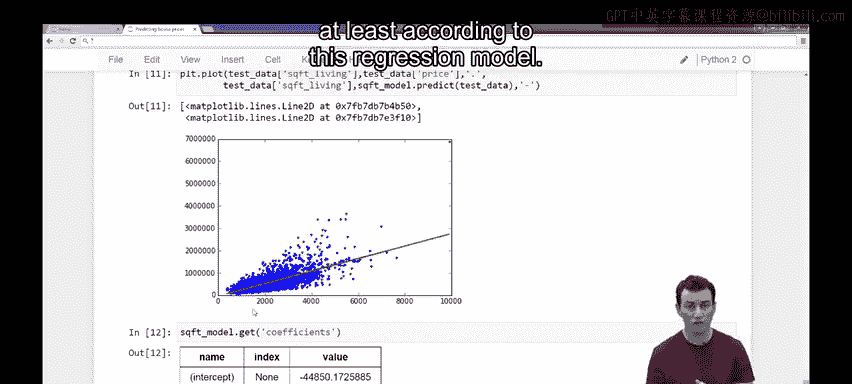 GPT中英字幕课程资源@bilibili.com
at least according to
this regression model.
File Edit View Insert Cell Kernel Help
Python 2
In [11]: plt.plot(test_data['sqft_living'],test_data['price'],'.',
test_data['sqft_living'],sqft_model.predict(test_data),'-')
Out[11]: [<matplotlib.lines.Line2D at 0x7fb7db7b4b50>,
<matplotlib.lines.Line2D at 0x7fb7db7e3f10>]
7000000
6000000
5000000
4000000
3000000
2000000
1000000
0
0 2000 4000 6000 8000 10000
In [12]: sqft_model.get('coefficients')
Out[12]:
name index value
(intercept) None -44850.1725885